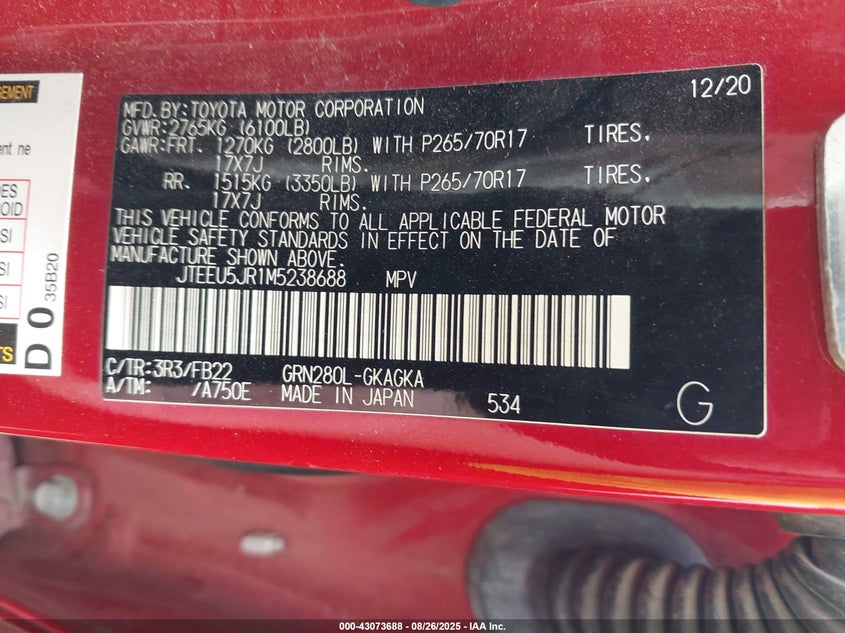 12/20
MFD.BY:TOYOTA MOTOR CORPORATION
GVWR:2765KG (6100LB)
GAWR:FRT. 1270KG (2800LB) WITH P265/70R17 TIRES,
17X7J RIMS.
RR. 1515KG (3350LB) WITH P265/70R17 TIRES,
17X7J RIMS.
THIS VEHICLE CONFORMS TO ALL APPLICABLE FEDERAL MOTOR
VEHICLE SAFETY STANDARDS IN EFFECT ON THE DATE OF
MANUFACTURE SHOWN ABOVE.
JTEEU5JR1M5238688 MPV
C/TR:3R3/FB22 GRN280L-GKAGKA
A/TM: /A750E MADE IN JAPAN 534
G
D0 35B20
000-43073688 - 08/26/2025 - IAA Inc.